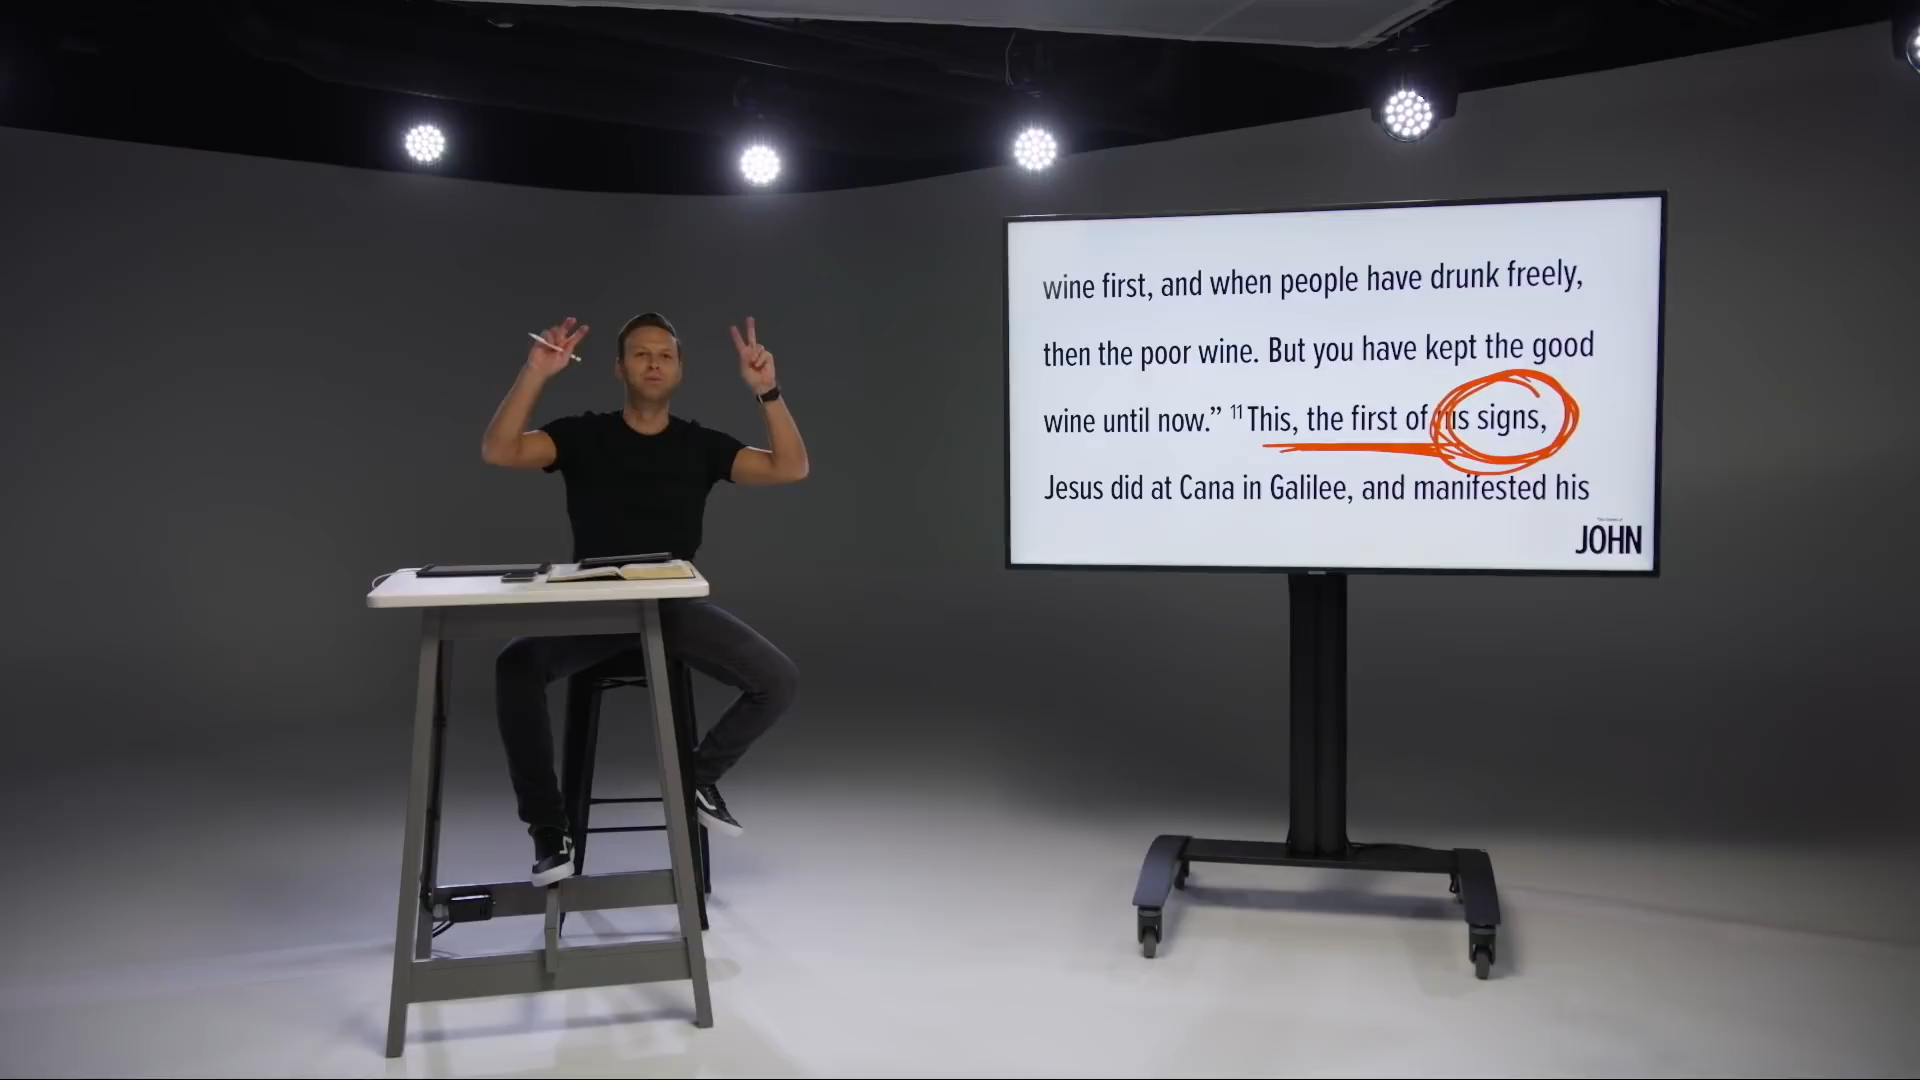 wine first, and when people have drunk freely,
then the poor wine. But you have kept the good
wine until now.” 11 This, the first of his signs,
Jesus did at Cana in Galilee, and manifested his
JOHN